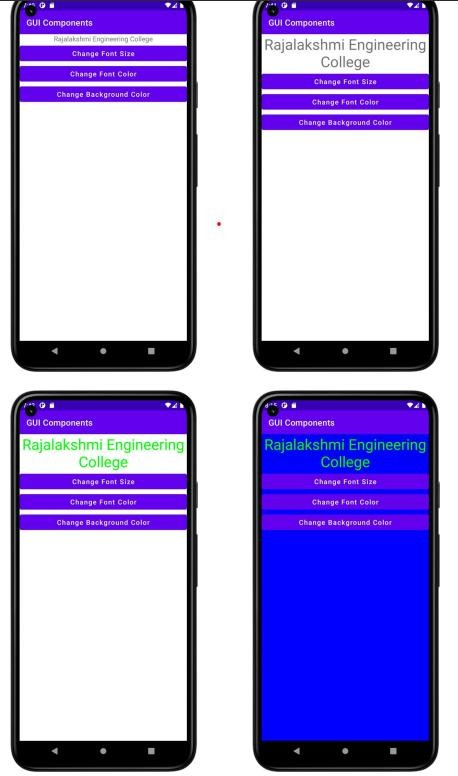 GUI Components
Rajalakshmi Engineering College
Change Font Size
Change Font Color
Change Background Color
GUI Components
Rajalakshmi Engineering
College
Change Font Size
Change Font Color
Change Background Color
GUI Components
Rajalakshmi Engineering
College
Change Font Size
Change Font Color
Change Background Color
GUI Components
Rajalakshmi Engineering
College
Change Font Size
Change Font Color
Change Background Color